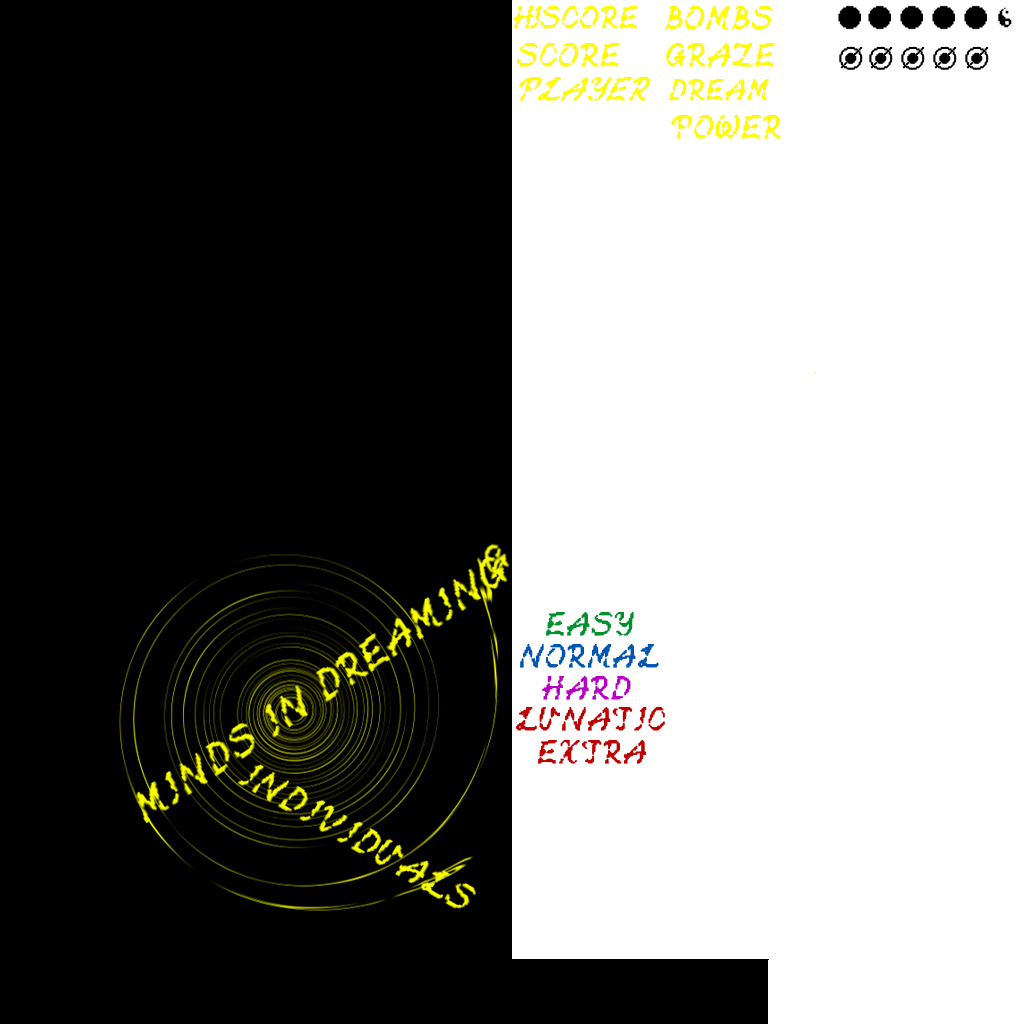 HISCORE BOMBS
SCORE GRAZE
PLAYER DREAM
POWER
MINDS IN DREAMING
INDIVIDUALS
EASY
NORMAL
HARD
LUNATIC
EXTRA